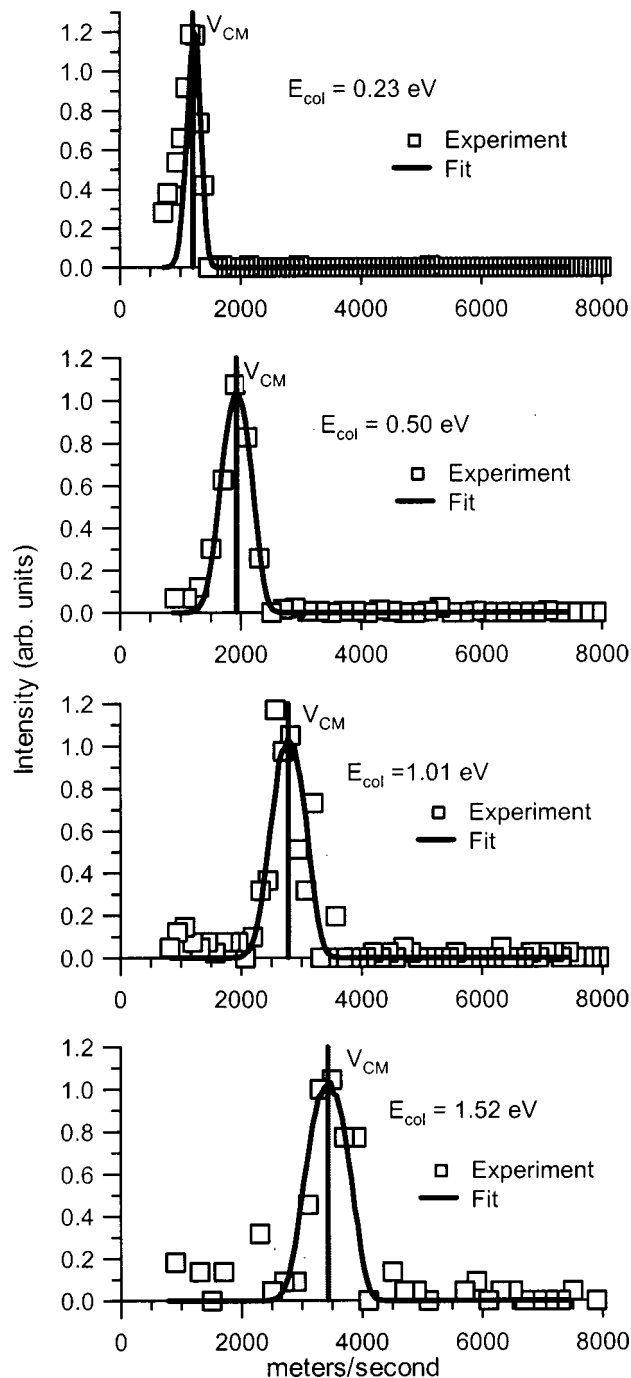 V_CM
1.2
1.0
0.8
0.6
0.4
0.2
0.0
E_col = 0.23 eV
Experiment
Fit
0 2000 4000 6000 8000
V_CM
1.2
1.0
0.8
0.6
0.4
0.2
0.0
E_col = 0.50 eV
Experiment
Fit
0 2000 4000 6000 8000
Intensity (arb. units)
V_CM
1.2
1.0
0.8
0.6
0.4
0.2
0.0
E_col =1.01 eV
Experiment
Fit
0 2000 4000 6000 8000
V_CM
1.2
1.0
0.8
0.6
0.4
0.2
0.0
E_col = 1.52 eV
Experiment
Fit
0 2000 4000 6000 8000
meters/second